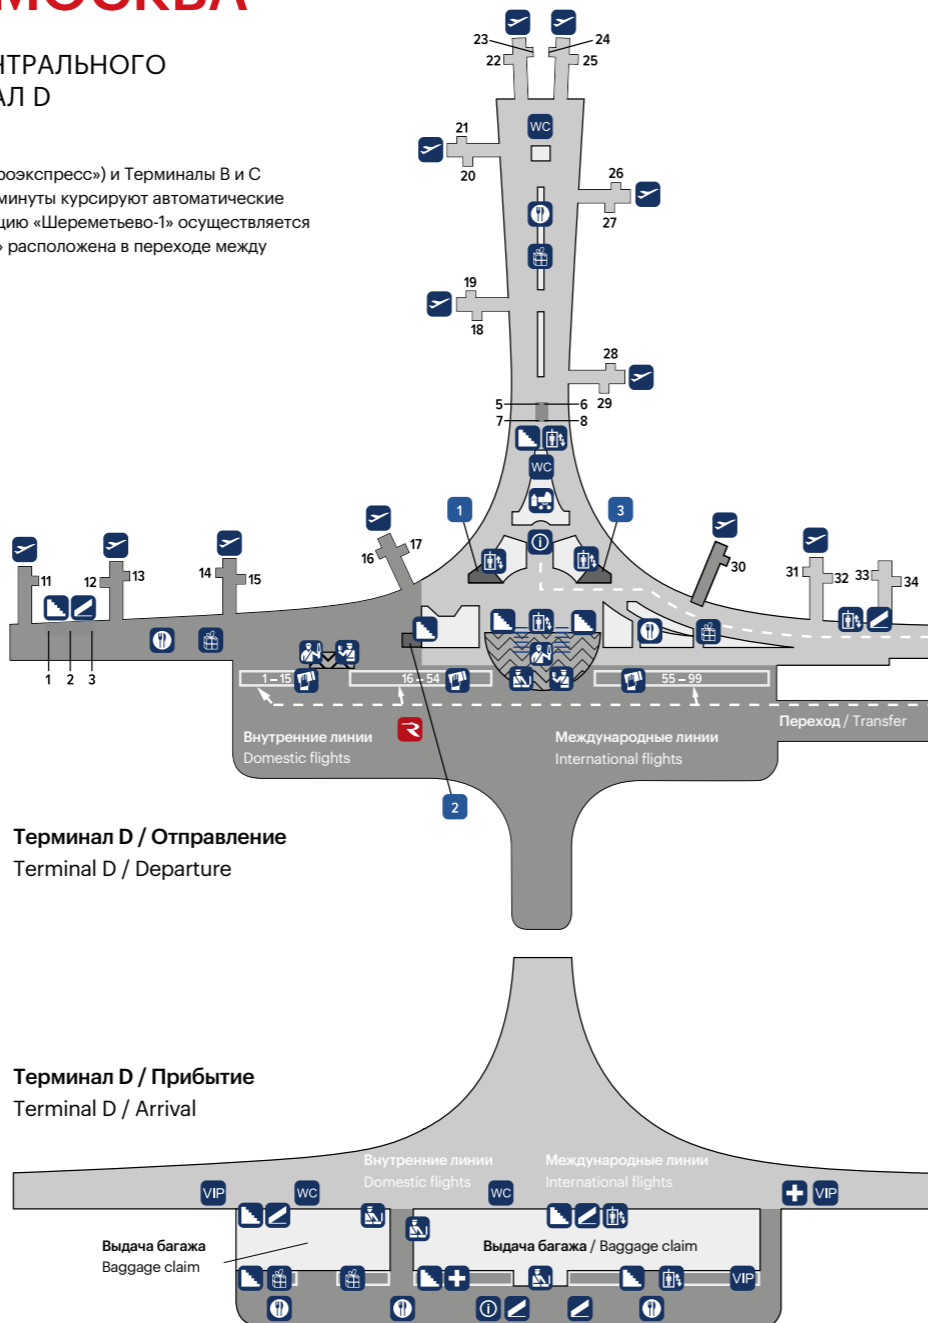 МОСКВА
НТРАЛЬНОГО
АЛ D
роэкспресс») и Терминалы B и C
минуты курсируют автоматические
цию «Шереметьево-1» осуществляется
» расположена в переходе между
23
24
22
25
WC
21
20
26
27
19
18
28
29
5
6
7
8
WC
1
3
16
17
30
11
12
13
14
15
31
32
33
34
1
2
3
1 – 15
16 – 54
55 – 99
Переход / Transfer
Внутренние линии
Domestic flights
Международные линии
International flights
2
Терминал D / Отправление
Terminal D / Departure
Терминал D / Прибытие
Terminal D / Arrival
Внутренние линии
Domestic flights
Международные линии
International flights
VIP
WC
WC
VIP
Выдача багажа
Baggage claim
Выдача багажа / Baggage claim
VIP